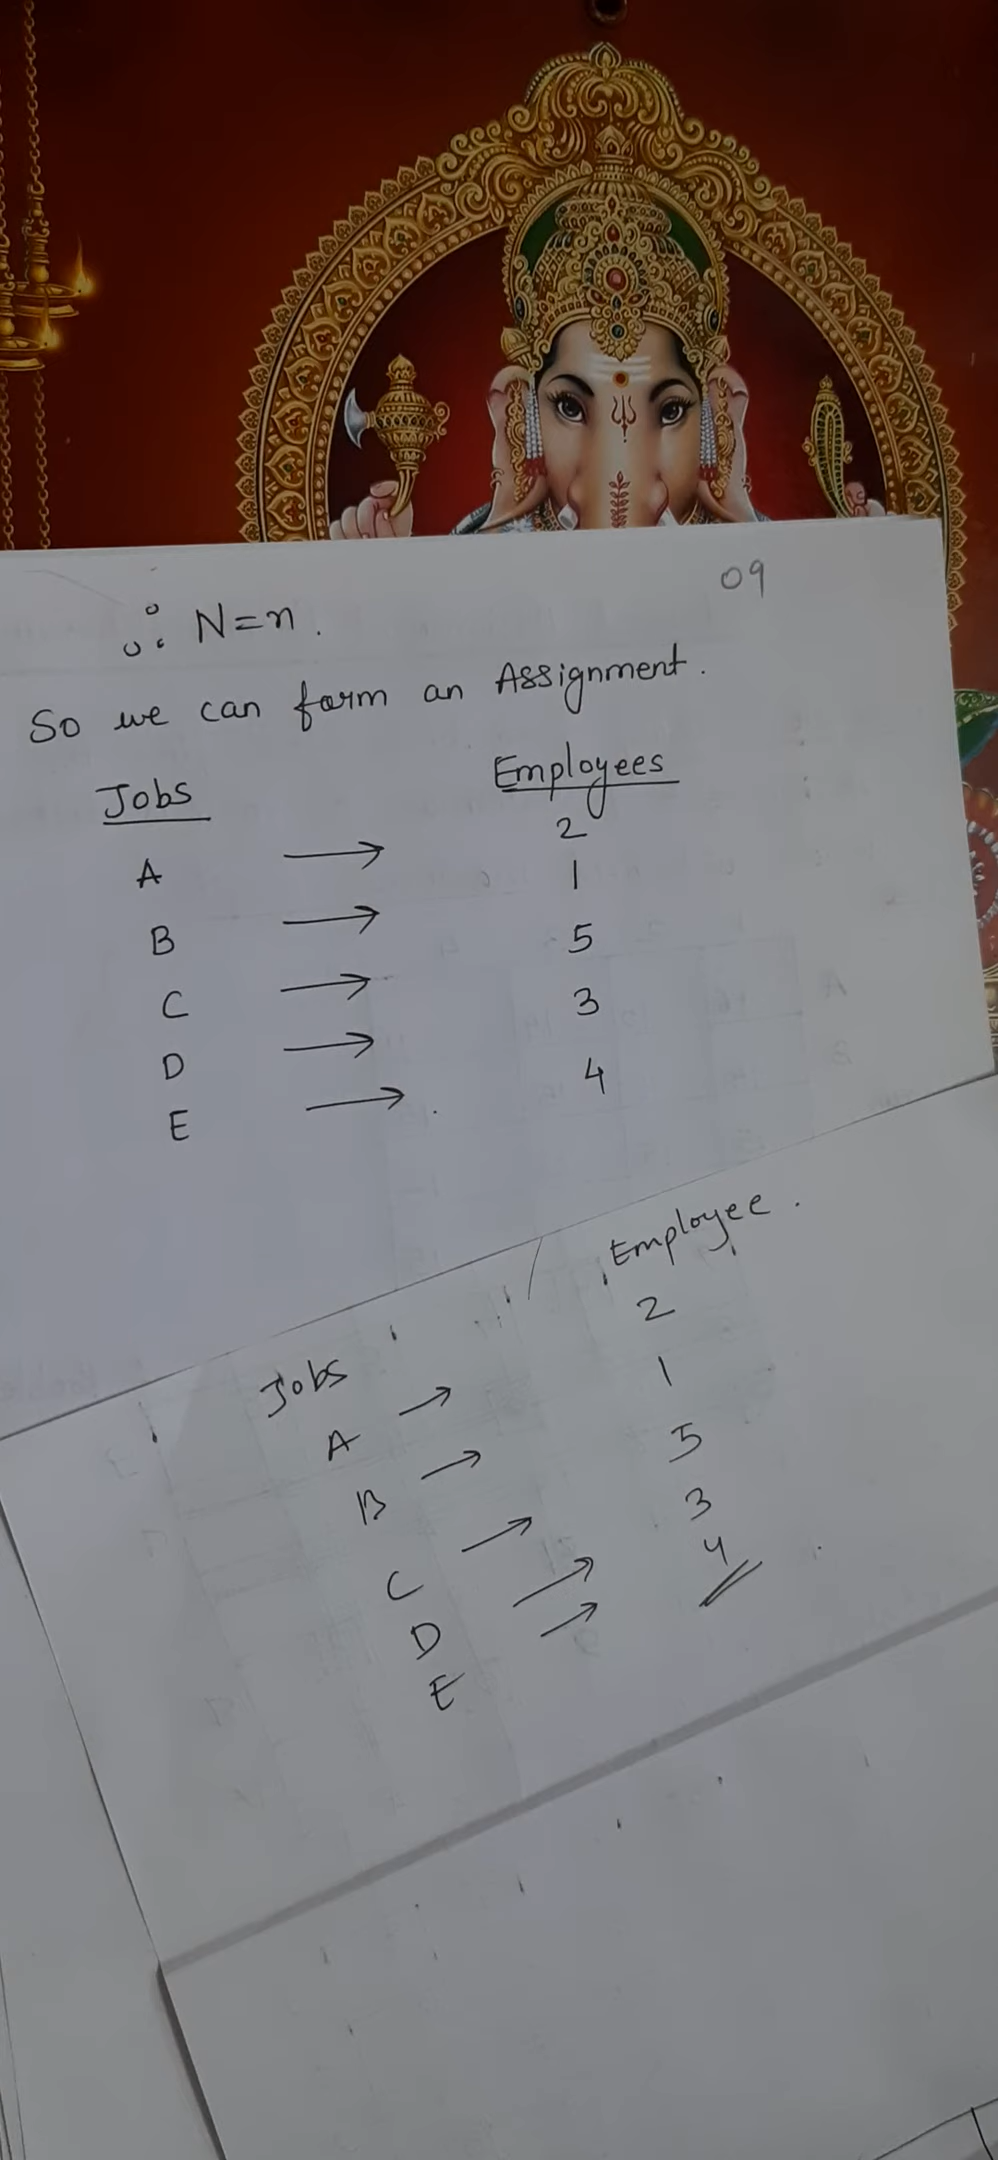 09
∴ N=n.
So we can form an Assignment.
Jobs Employees
A → 2
B → 1
C → 5
D → 3
E → 4
Jobs Employee.
A → 2
B → 1
C → 5
D → 3
E → 4